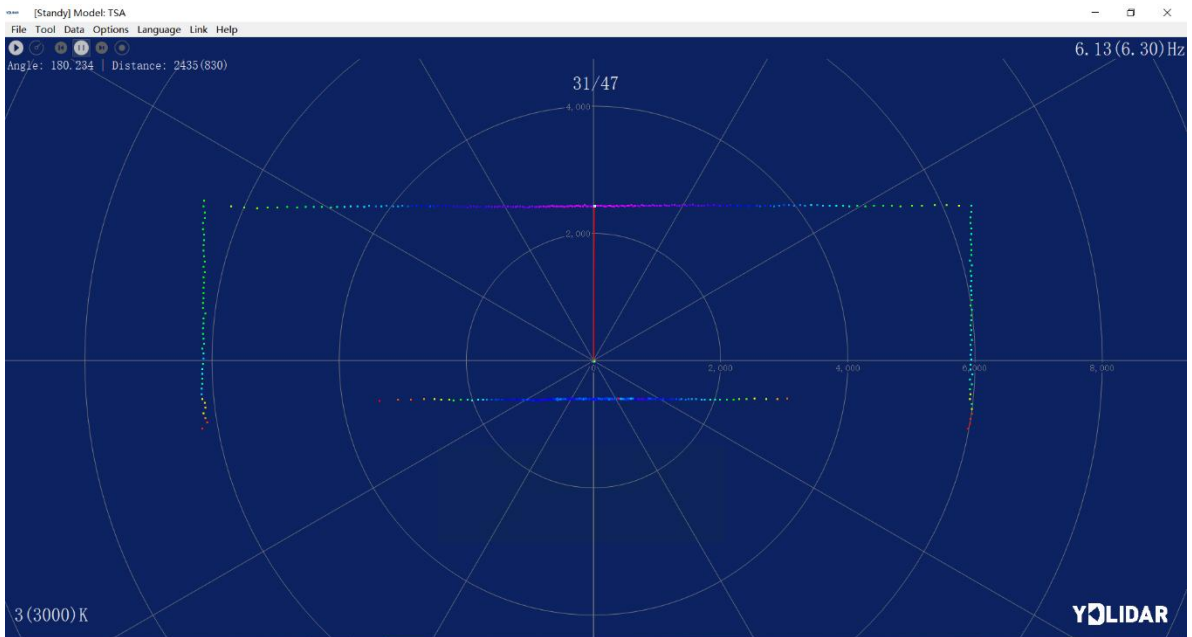 [Standy] Model: TSA
File Tool Data Options Language Link Help
6.13(6.30)Hz
Angle: 180.234 | Distance: 2435(830)
31/47
4,000
2,000
0
2,000
4,000
6,000
8,000
3(3000)K
YDLIDAR